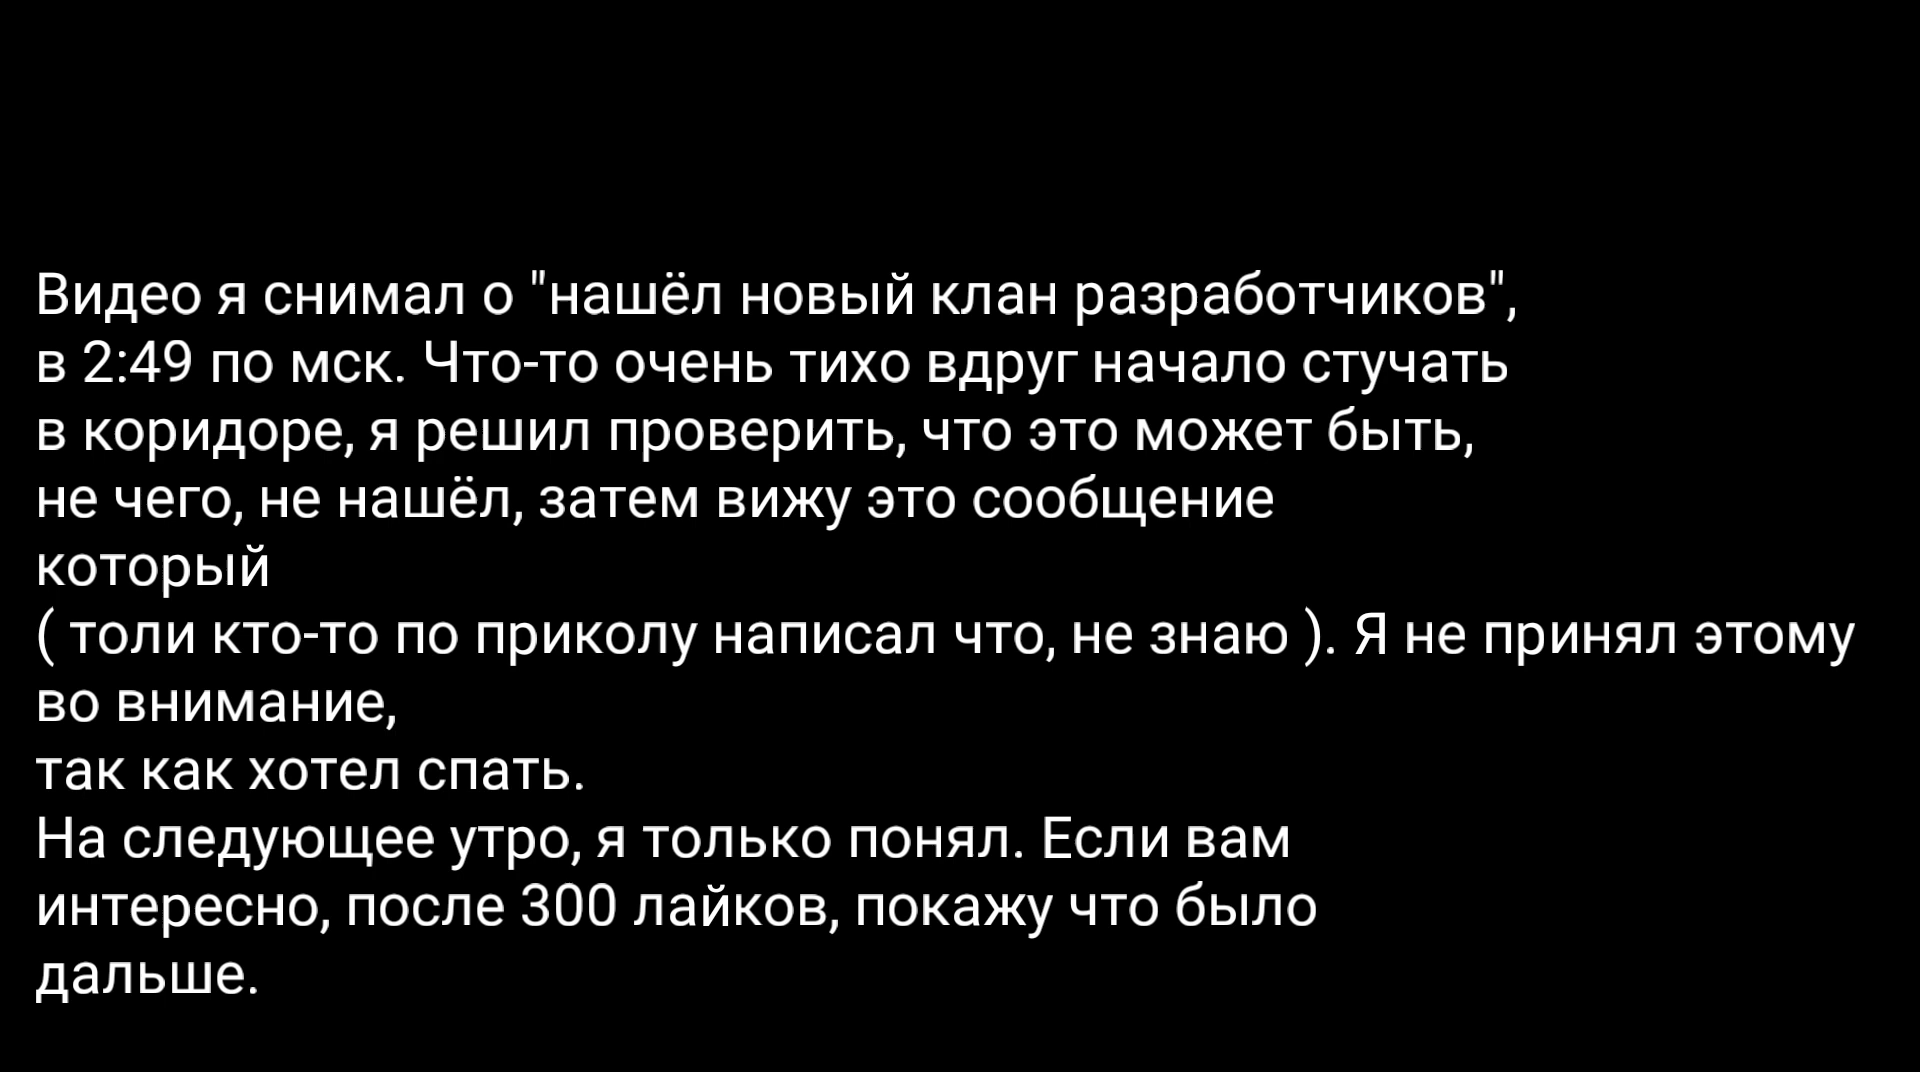 Видео я снимал о "нашёл новый клан разработчиков",
в 2:49 по мск. Что-то очень тихо вдруг начало стучать
в коридоре, я решил проверить, что это может быть,
не чего, не нашёл, затем вижу это сообщение
который
( толи кто-то по приколу написал что, не знаю ). Я не принял этому
во внимание,
так как хотел спать.
На следующее утро, я только понял. Если вам
интересно, после 300 лайков, покажу что было
дальше.